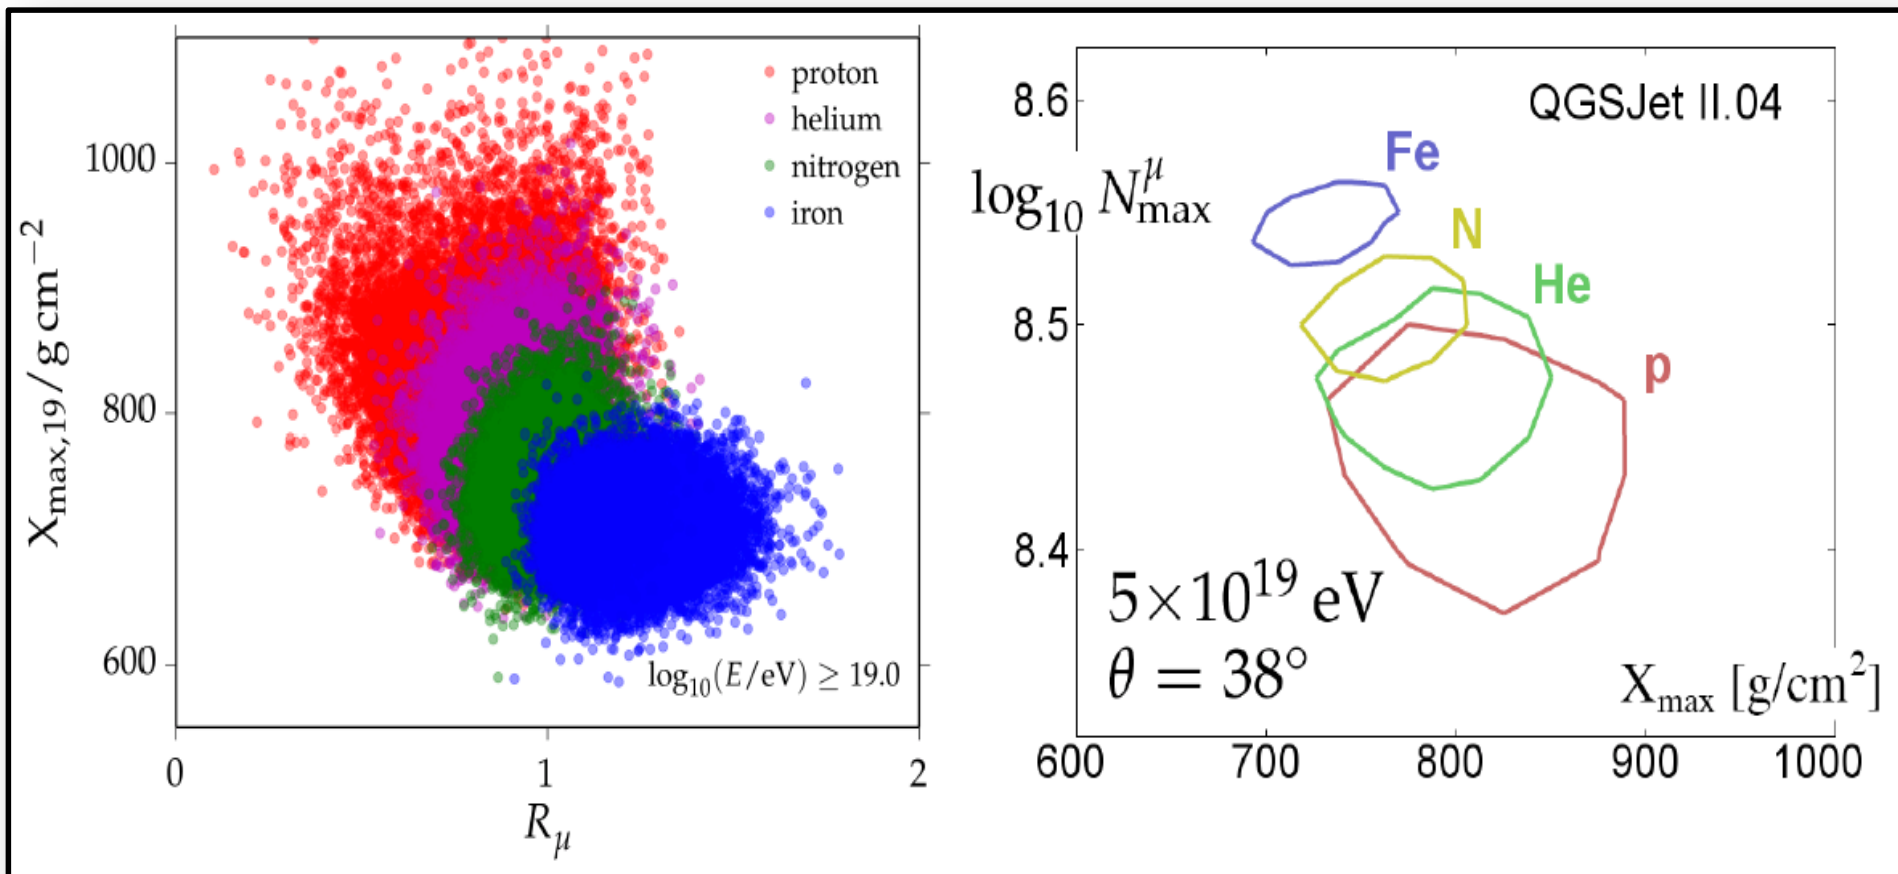 proton
helium
nitrogen
iron
1000
800
600
X_max,19 / g cm^−2
log_10(E/eV) ≥ 19.0
0
1
2
R_μ
QGSJet II.04
8.6
Fe
log_10 N^μ_max
N
He
8.5
p
8.4
5×10^19 eV
θ = 38°
X_max [g/cm^2]
600
700
800
900
1000